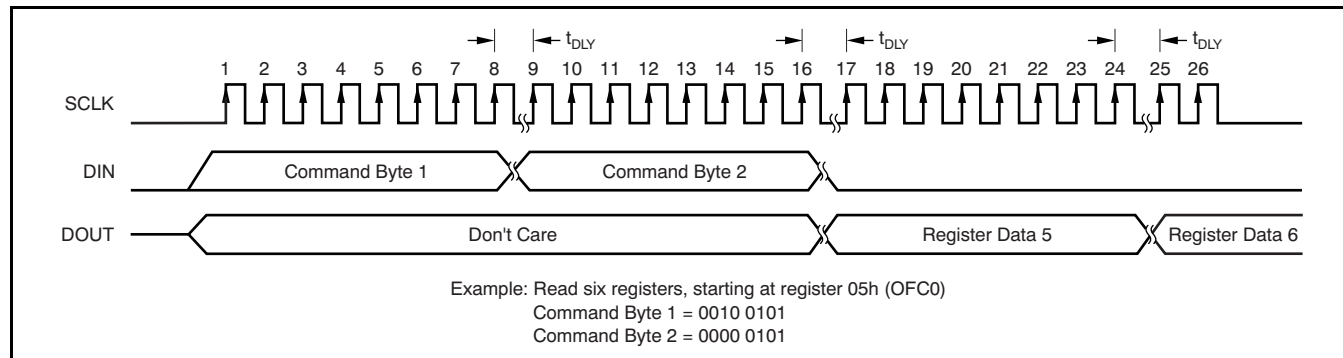 t_DLY t_DLY t_DLY
1 2 3 4 5 6 7 8 9 10 11 12 13 14 15 16 17 18 19 20 21 22 23 24 25 26
SCLK
DIN Command Byte 1 Command Byte 2
DOUT Don't Care Register Data 5 Register Data 6
Example: Read six registers, starting at register 05h (OFC0)
Command Byte 1 = 0010 0101
Command Byte 2 = 0000 0101